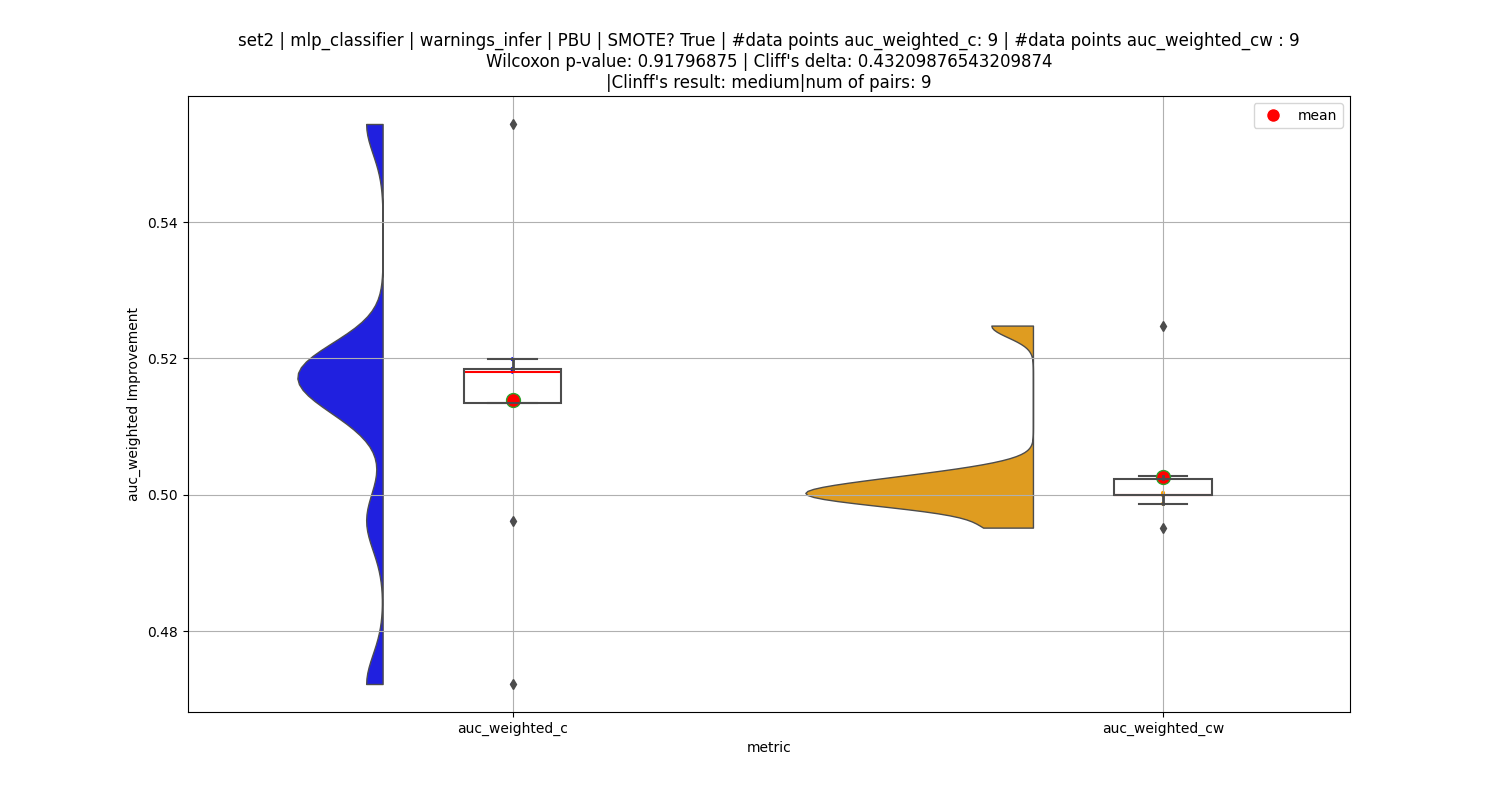 set2 | mlp_classifier | warnings_infer | PBU | SMOTE? True | #data points auc_weighted_c: 9 | #data points auc_weighted_cw : 9
Wilcoxon p-value: 0.91796875 | Cliff's delta: 0.43209876543209874
|Clinff's result: medium|num of pairs: 9
mean
0.54
0.52
0.50
0.48
auc_weighted Improvement
auc_weighted_c
auc_weighted_cw
metric